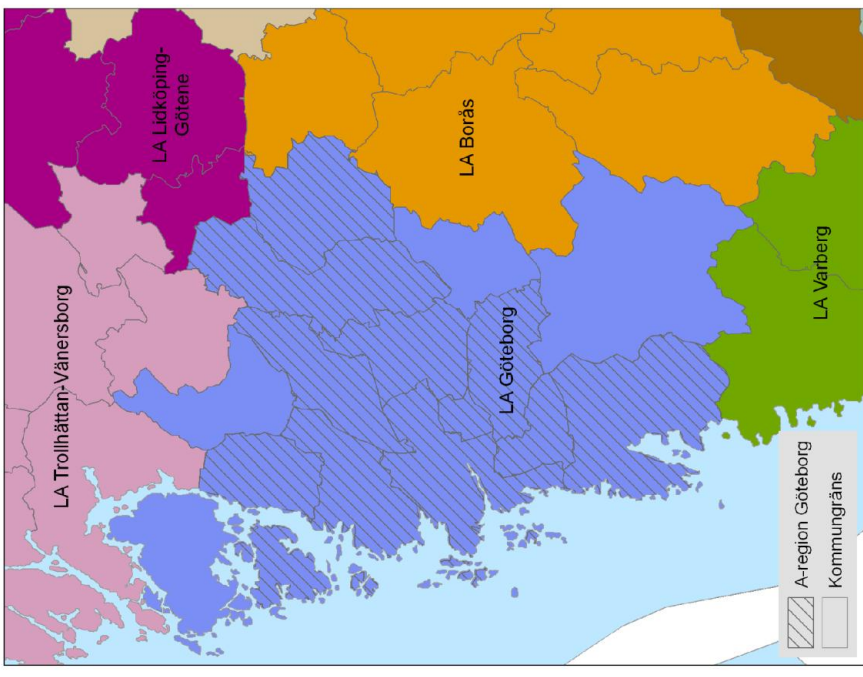 LA Trollhättan-Vänersborg
LA Lidköping-
Götene
LA Borås
LA Göteborg
LA Varberg
A-region Göteborg
Kommungräns